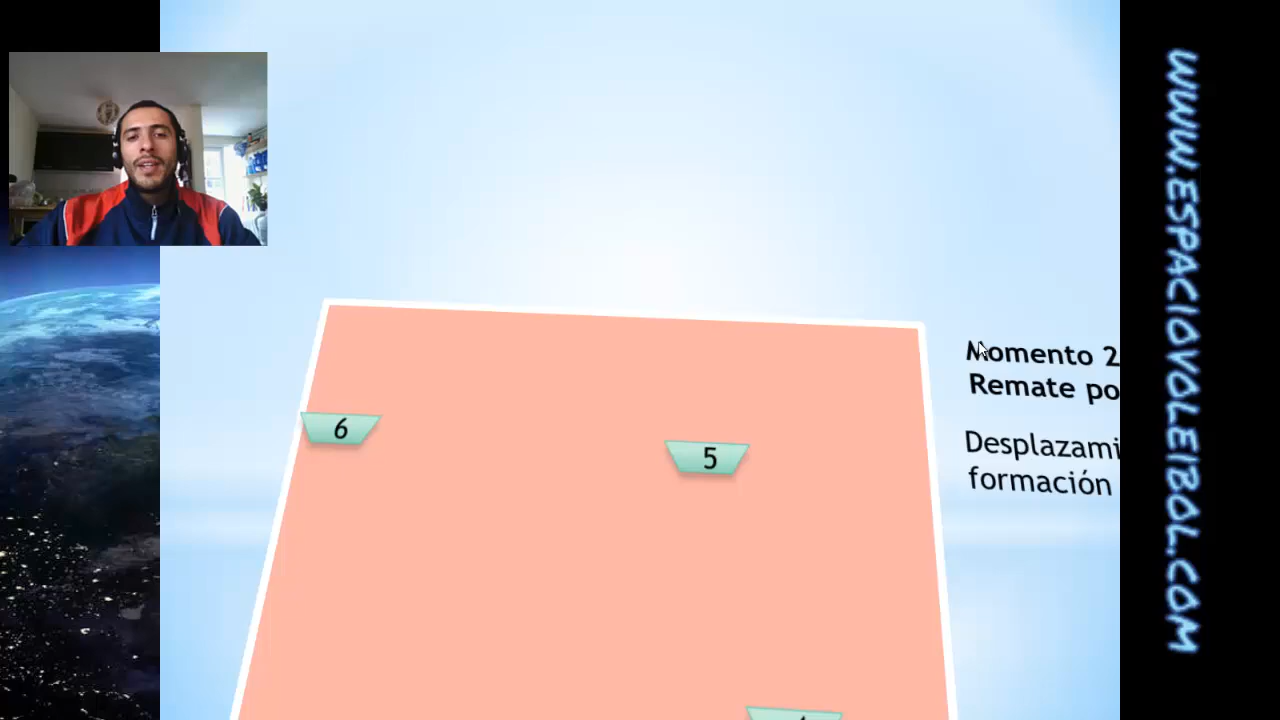 Momento 2
Remate po
Desplazami
formación
6
5
WWW.ESPACIOVOLEIBOL.COM